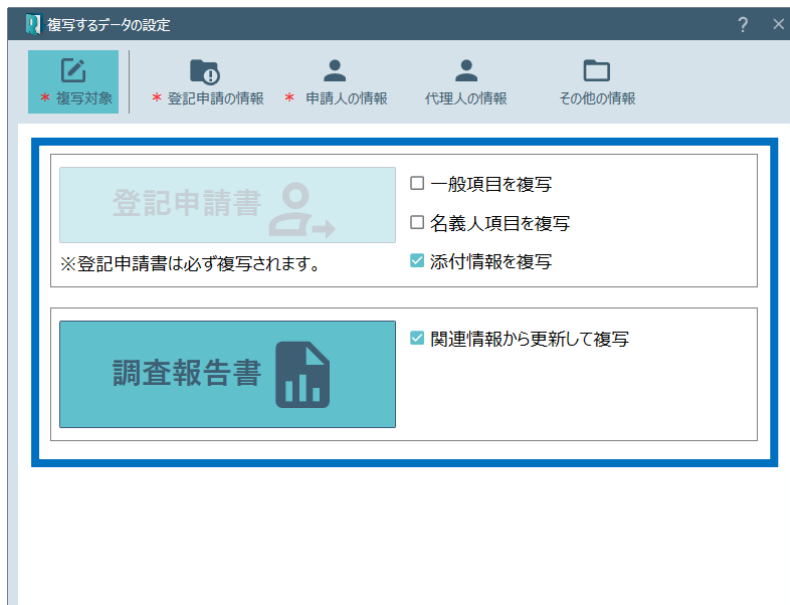 複写するデータの設定
? ×
* 複写対象 * 登記申請の情報 * 申請人の情報 代理人の情報 その他の情報
登記申請書
一般項目を複写
名義人項目を複写
添付情報を複写
※登記申請書は必ず複写されます。
調査報告書
関連情報から更新して複写